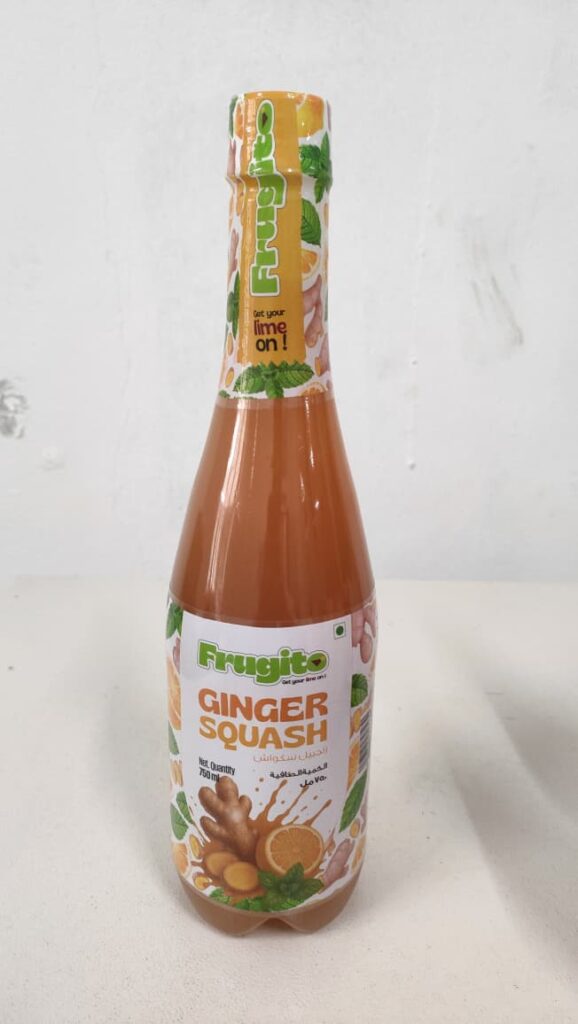 Frugito
Get your
lime
on !
Frugito
Get your lime on !
GINGER
SQUASH
الجبيل سكواش
Net. Quantity
الكمية الصافية
750 ml
٧٥٠ مل